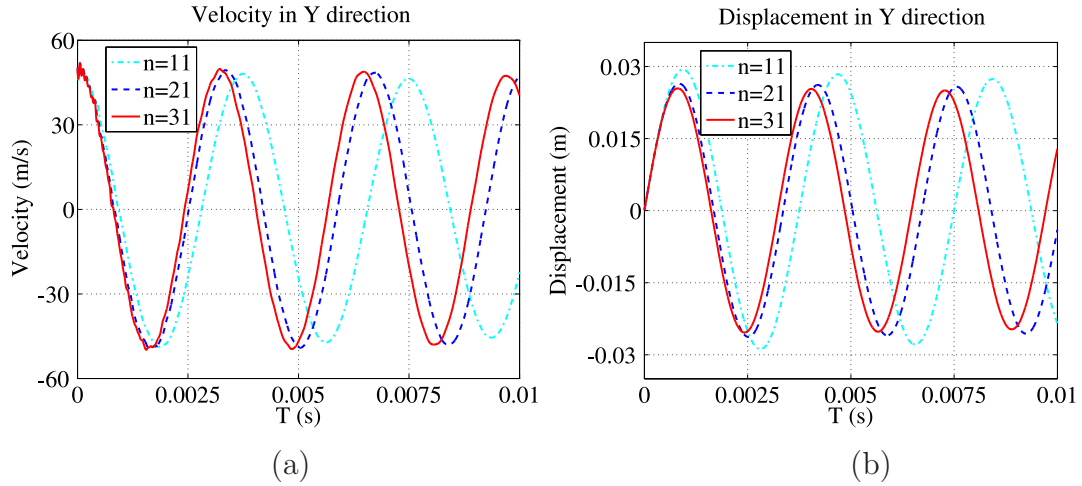 Velocity in Y direction
60
30
0
-30
-60
Velocity (m/s)
n=11
n=21
n=31
0
0.0025
0.005
0.0075
0.01
T (s)
(a)
Displacement in Y direction
0.03
0.015
0
-0.015
-0.03
Displacement (m)
n=11
n=21
n=31
0
0.0025
0.005
0.0075
0.01
T (s)
(b)